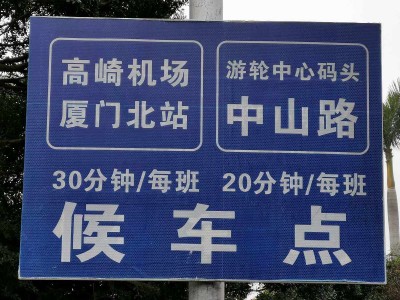 高崎机场
厦门北站
游轮中心码头
中山路
30分钟/每班
20分钟/每班
候车点